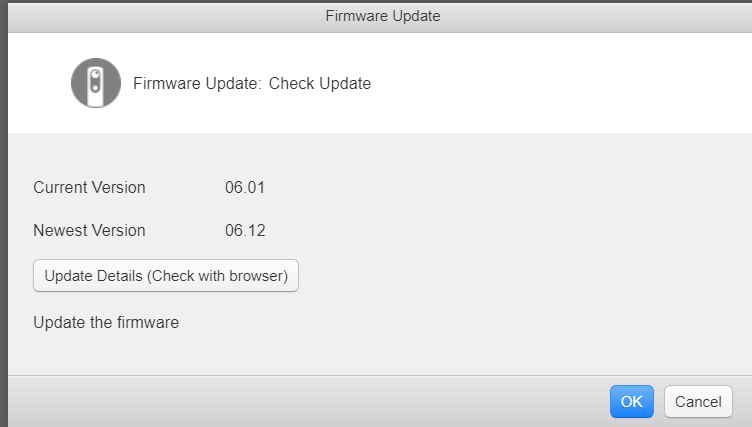 Firmware Update
Firmware Update: Check Update
Current Version 06.01
Newest Version 06.12
Update Details (Check with browser)
Update the firmware
OK Cancel